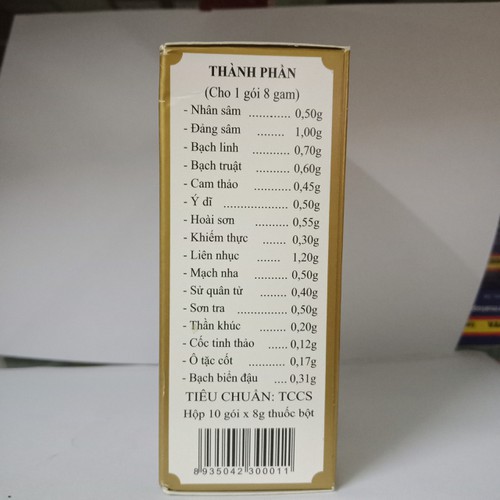 THÀNH PHẦN
(Cho 1 gói 8 gam)
- Nhân sâm ............ 0,50g
- Đảng sâm ........ 1,00g
- Bạch linh ........... 0,70g
- Bạch truật .......... 0,60g
- Cam thảo ........... 0,45g
- Ý dĩ .................... 0,50g
- Hoài sơn ........... 0,55g
- Khiếm thực ....... 0,30g
- Liên nhục ....... 1,20g
- Mạch nha .......... 0,50g
- Sử quân tử ......... 0,40g
- Sơn tra ............... 0,50g
- Thần khúc ......... 0,20g
- Cốc tinh thảo ...... 0,12g
- Ô tặc cốt ............ 0,17g
- Bạch biển đậu .... 0,31g
TIÊU CHUẨN: TCCS
Hộp 10 gói x 8g thuốc bột
8935042300011